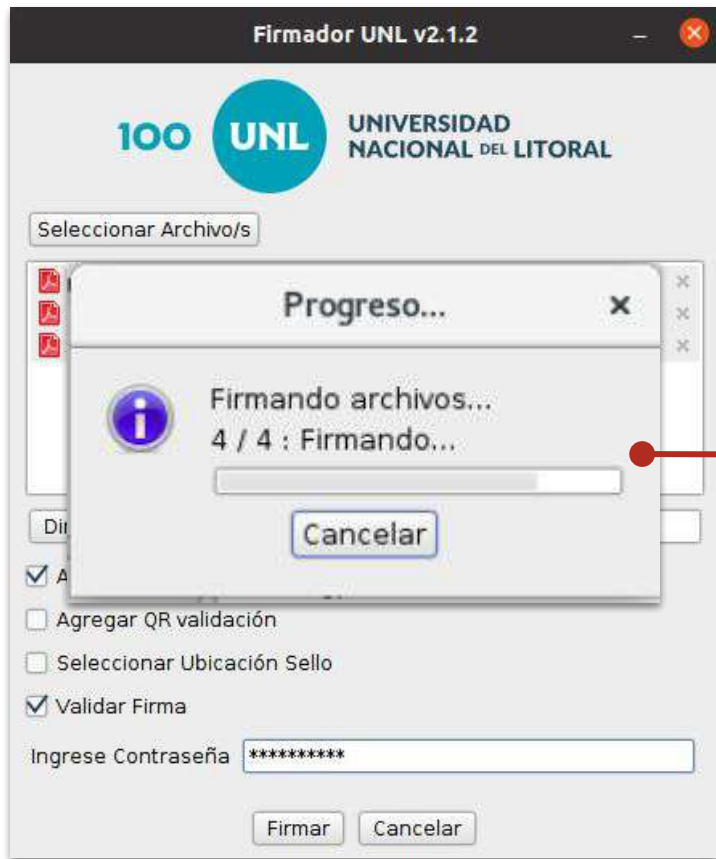 Firmador UNL v2.1.2
100 UNL UNIVERSIDAD
NACIONAL DEL LITORAL
Seleccionar Archivo/s
Progreso...
Firmando archivos...
4 / 4 : Firmando...
Cancelar
Agregar QR validación
Seleccionar Ubicación Sello
Validar Firma
Ingrese Contraseña **********
Firmar Cancelar